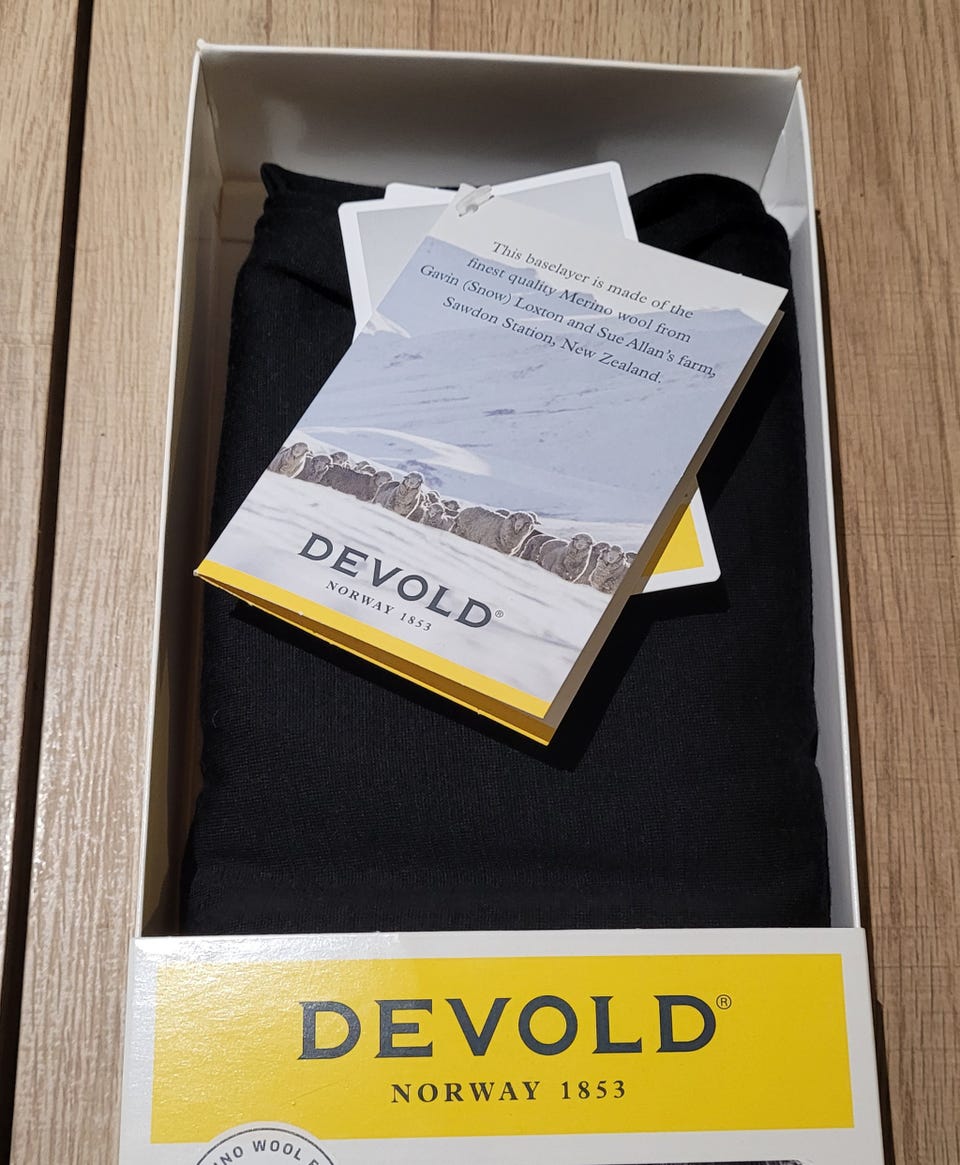 This baselayer is made of the
finest quality Merino wool from
Gavin (Snow) Loxton and Sue Allan's farm,
Sawdon Station, New Zealand.
DEVOLD®
NORWAY 1853
DEVOLD®
NORWAY 1853
WOOL